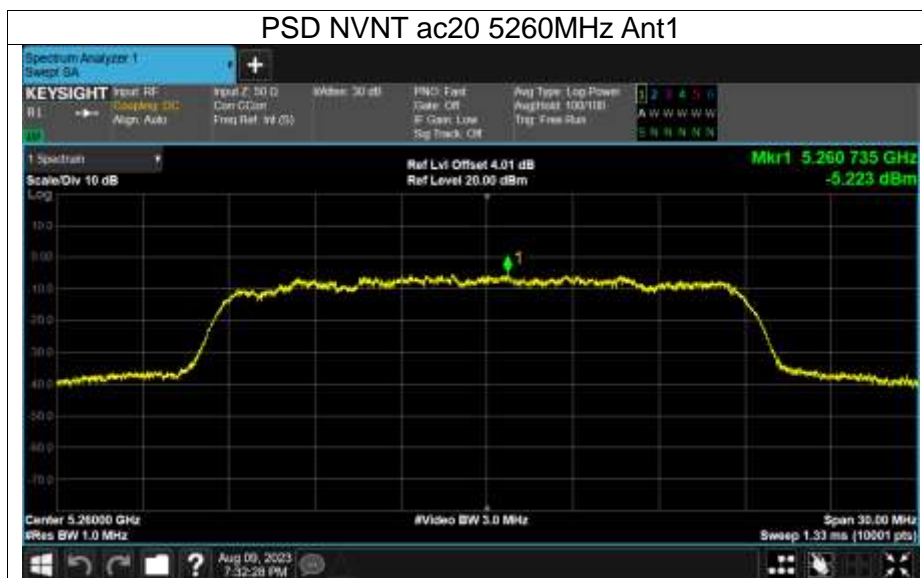 PSD NVNT ac20 5260MHz Ant1
Spectrum Analyzer 1
Swept SA
+
KEYSIGHT Input: RF Input Z: 50 Ω #Atten: 30 dB PNO: Fast Avg Type: Log-Power 1 2 3 4 5 6
Coupling: DC Corr CCorr Gate: Off Avg|Hold: 100/100 A W W W W W
Align: Auto Freq Ref: Int (S) IF Gain: Low Trig: Free Run
Sig Track: Off S N N N N N
1 Spectrum Ref Lvl Offset 4.01 dB Mkr1 5.260 735 GHz
Scale/Div 10 dB Ref Level 20.00 dBm -5.223 dBm
Log
10.0
0.00
1
-10.0
-20.0
-30.0
-40.0
-50.0
-60.0
-70.0
Center 5.26000 GHz #Video BW 3.0 MHz Span 30.00 MHz
#Res BW 1.0 MHz Sweep 1.33 ms (10001 pts)
? Aug 09, 2023
7:32:28 PM